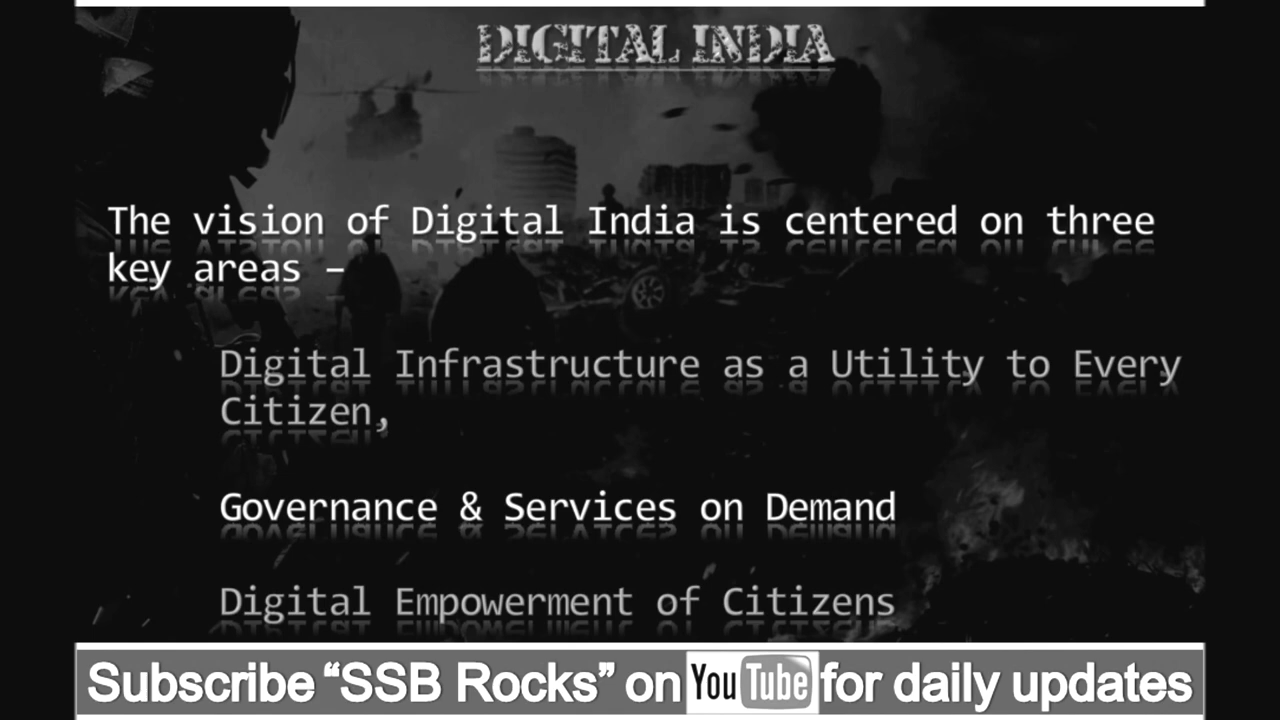 DIGITAL INDIA
The vision of Digital India is centered on three
key areas –
Digital Infrastructure as a Utility to Every
Citizen,
Governance & Services on Demand
Digital Empowerment of Citizens
Subscribe “SSB Rocks” on YouTube for daily updates